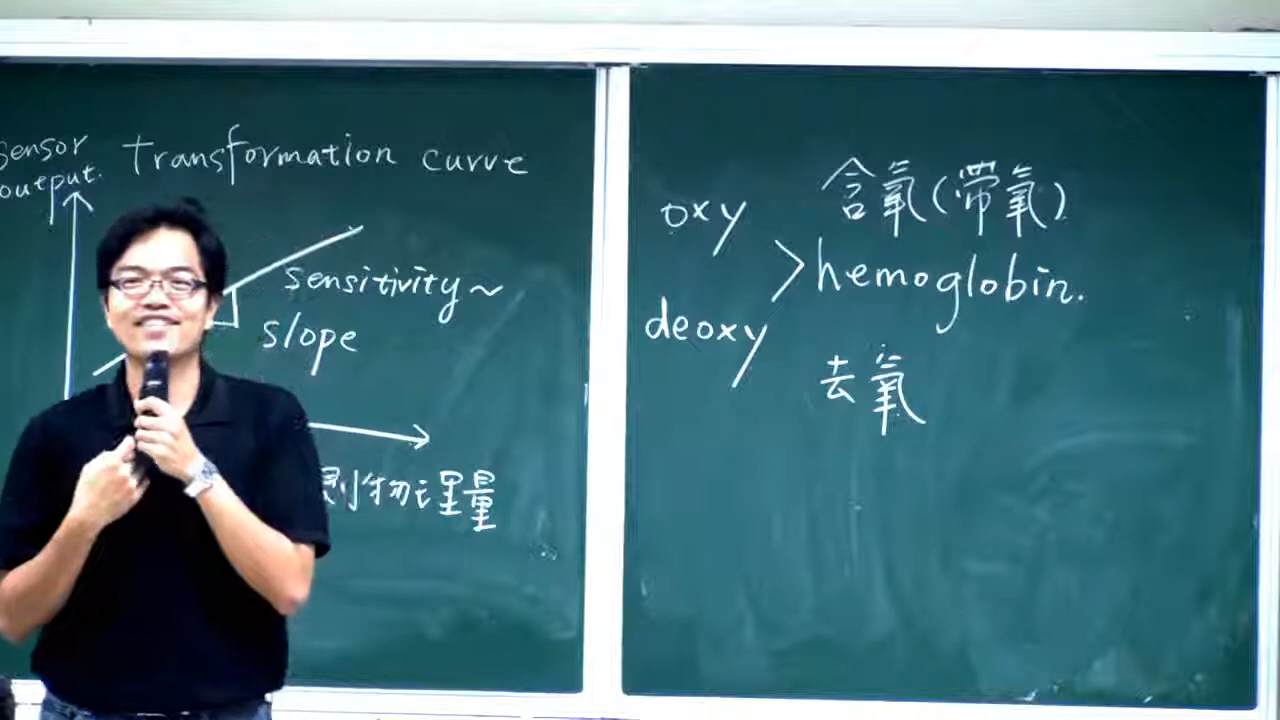 sensor
output.
Transformation curve
sensitivity~
slope
測物理量
含氧(帶氧)
oxy
>hemoglobin.
deoxy
去氧